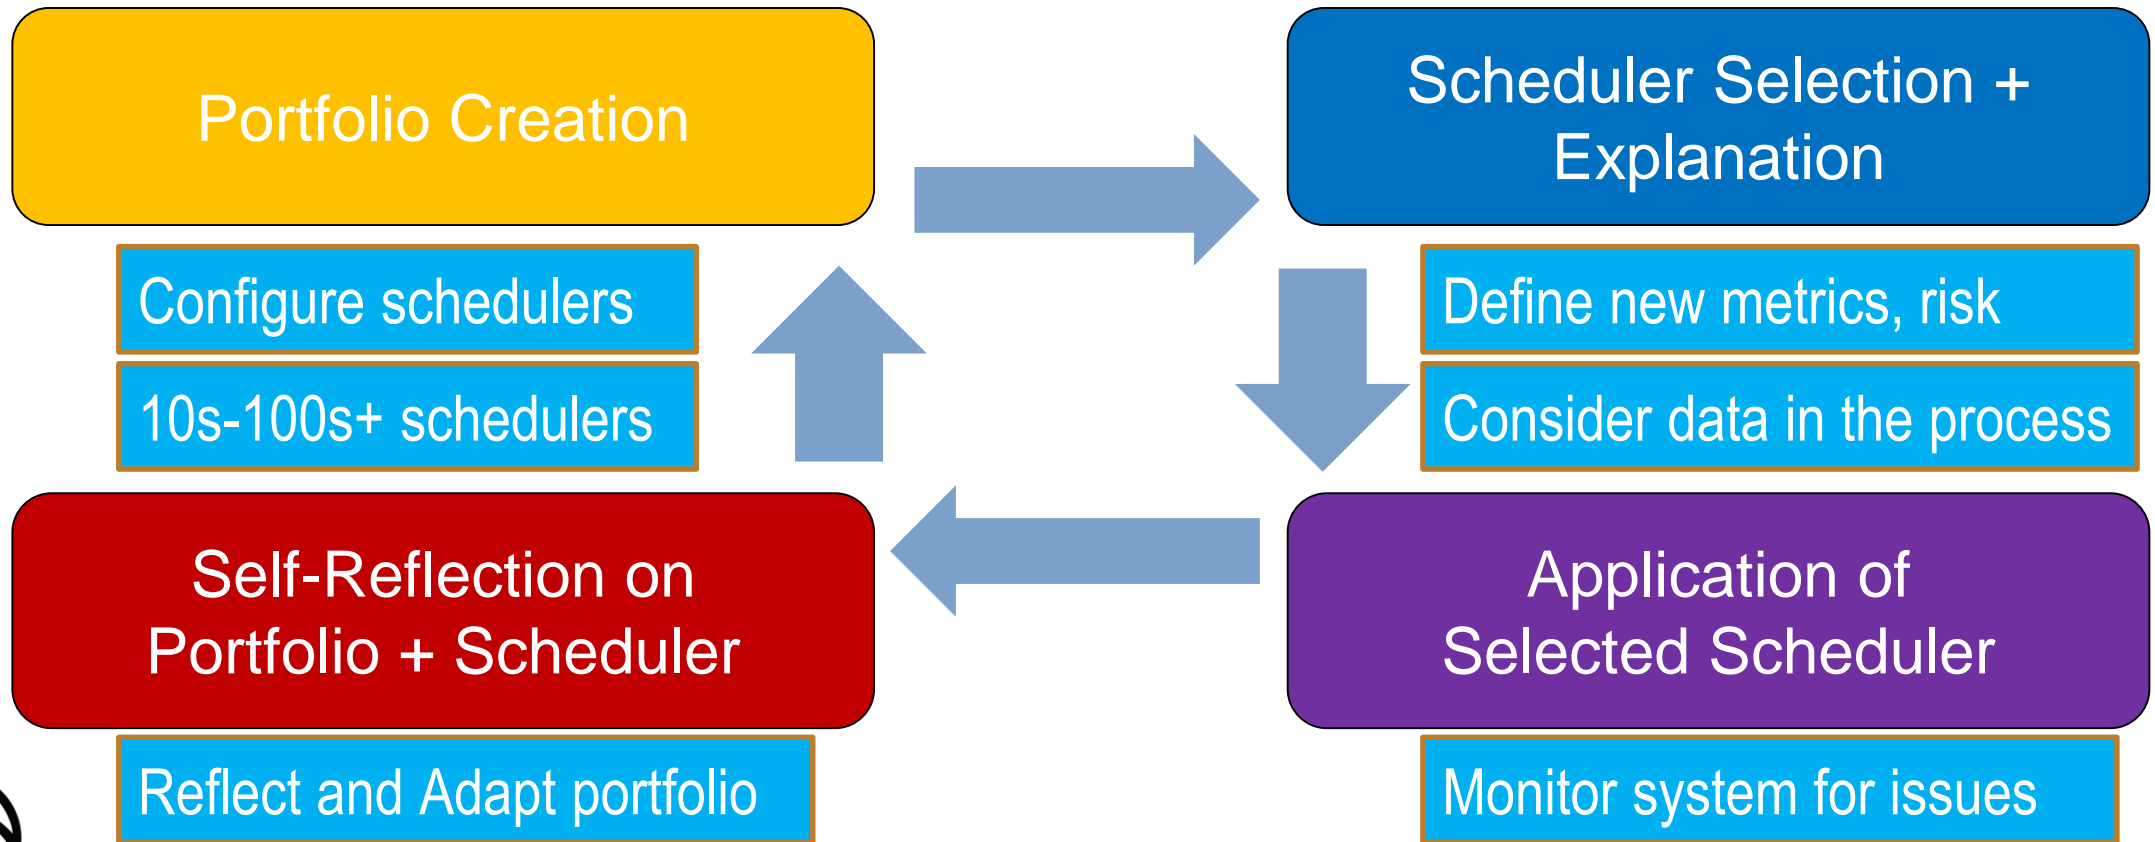 Portfolio Creation
Configure schedulers
10s-100s+ schedulers
Scheduler Selection +
Explanation
Define new metrics, risk
Consider data in the process
Application of
Selected Scheduler
Monitor system for issues
Self-Reflection on
Portfolio + Scheduler
Reflect and Adapt portfolio